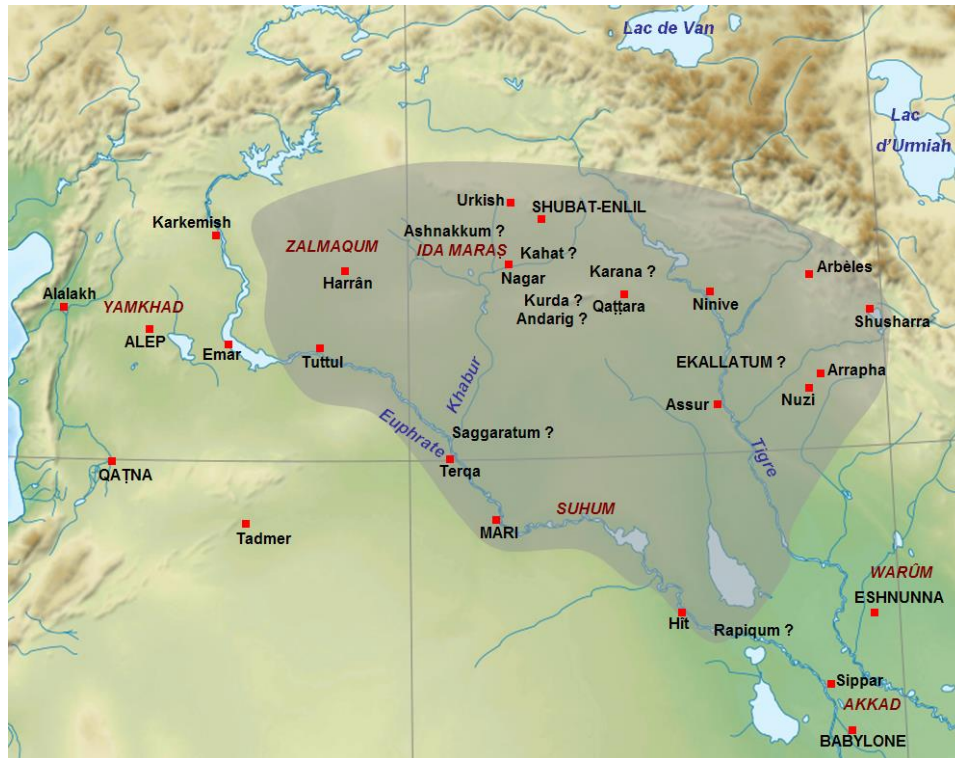 Lac de Van
Lac
d'Urmiah
Urkish
SHUBAT-ENLIL
Karkemish
Ashnakkum ?
ZALMAQUM
IDA MARAṢ
Kahat ?
Karana ?
Arbèles
Harrân
Nagar
Alalakh
YAMKHAD
Kurda ?
Qaṭṭara
Ninive
Andarig ?
Shusharra
ALEP
Emar
Tuttul
EKALLATUM ?
Arrapha
Khabur
Nuzi
Assur
Euphrate
Saggaratum ?
Tigre
QAṬNA
Terqa
SUHUM
MARI
Tadmer
WARÛM
ESHNUNNA
Hît
Rapiqum ?
Sippar
AKKAD
BABYLONE